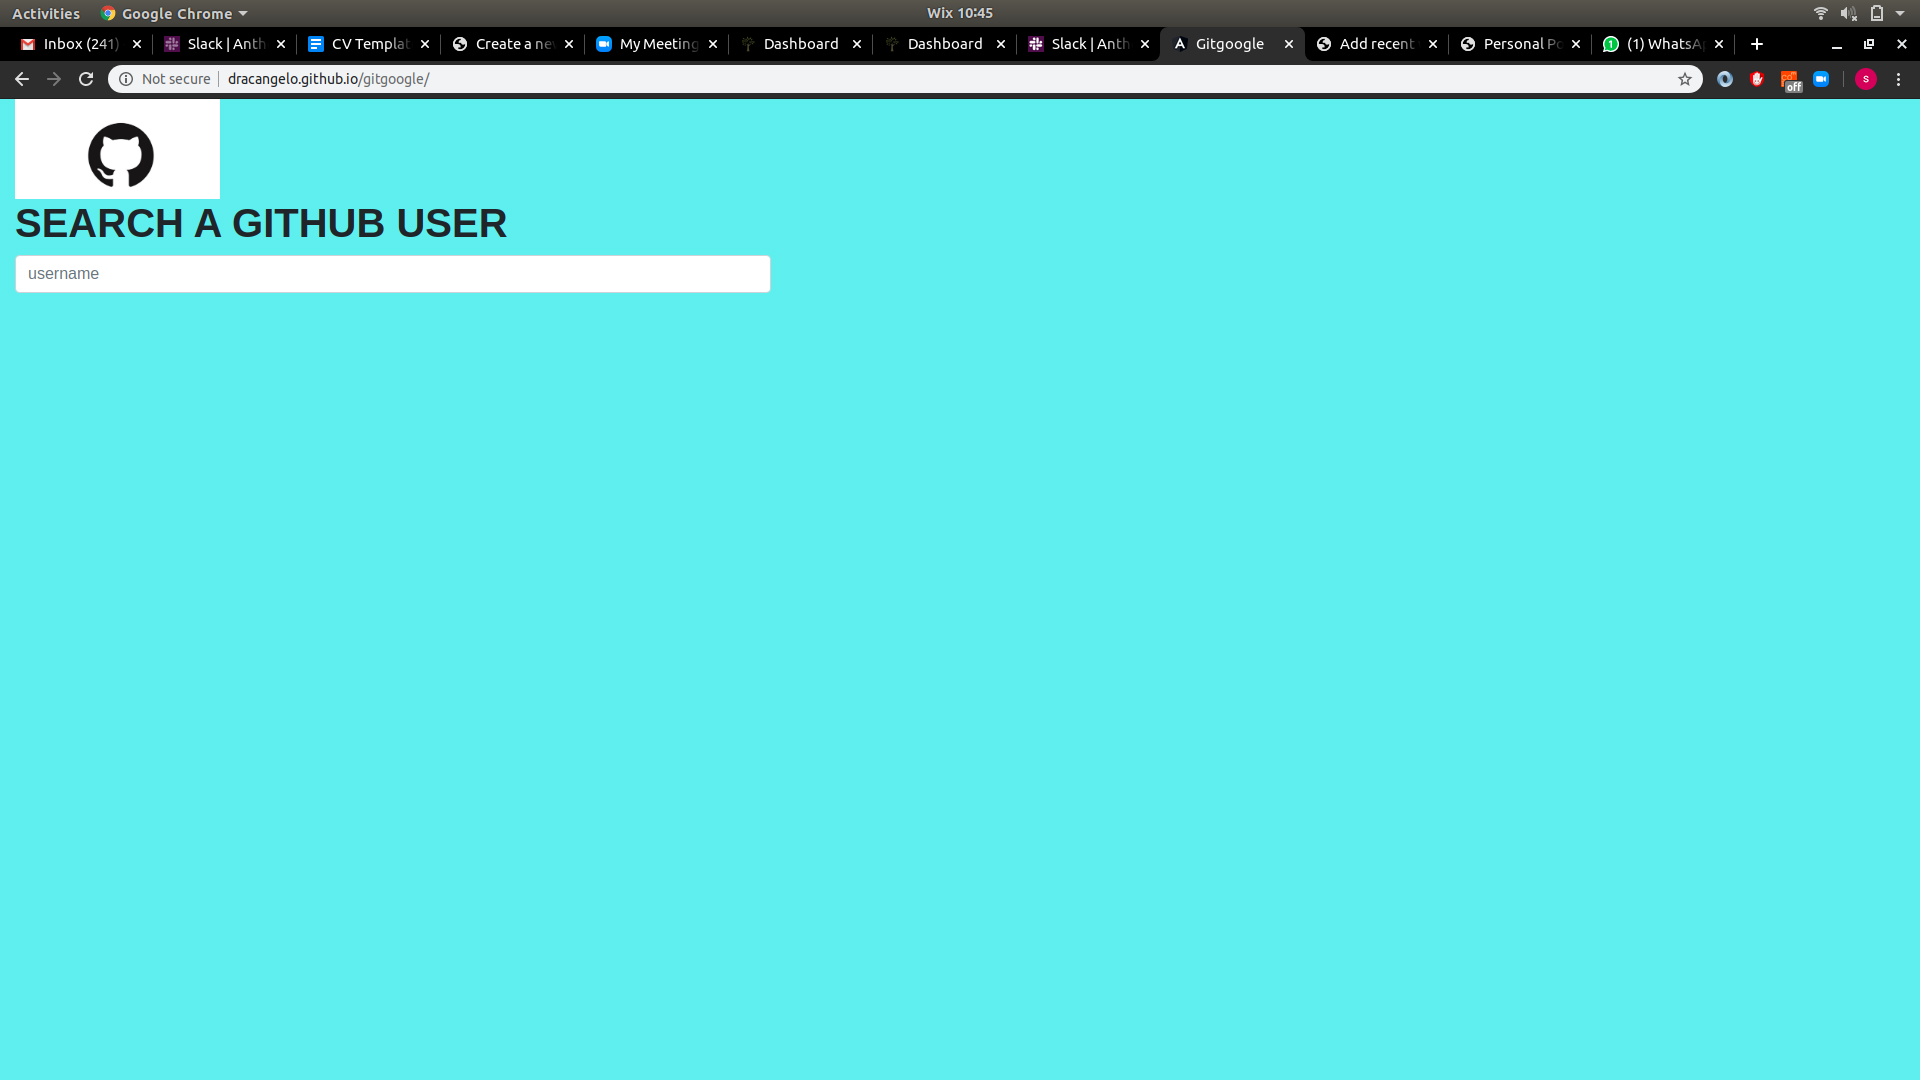 Activities Google Chrome Wix 10:45
Inbox (241) Slack | Anth CV Templat Create a ne My Meeting Dashboard Dashboard Slack | Anth Gitgoogle Add recent Personal Po (1) WhatsA
Not secure dracangelo.github.io/gitgoogle/ off S
SEARCH A GITHUB USER
username